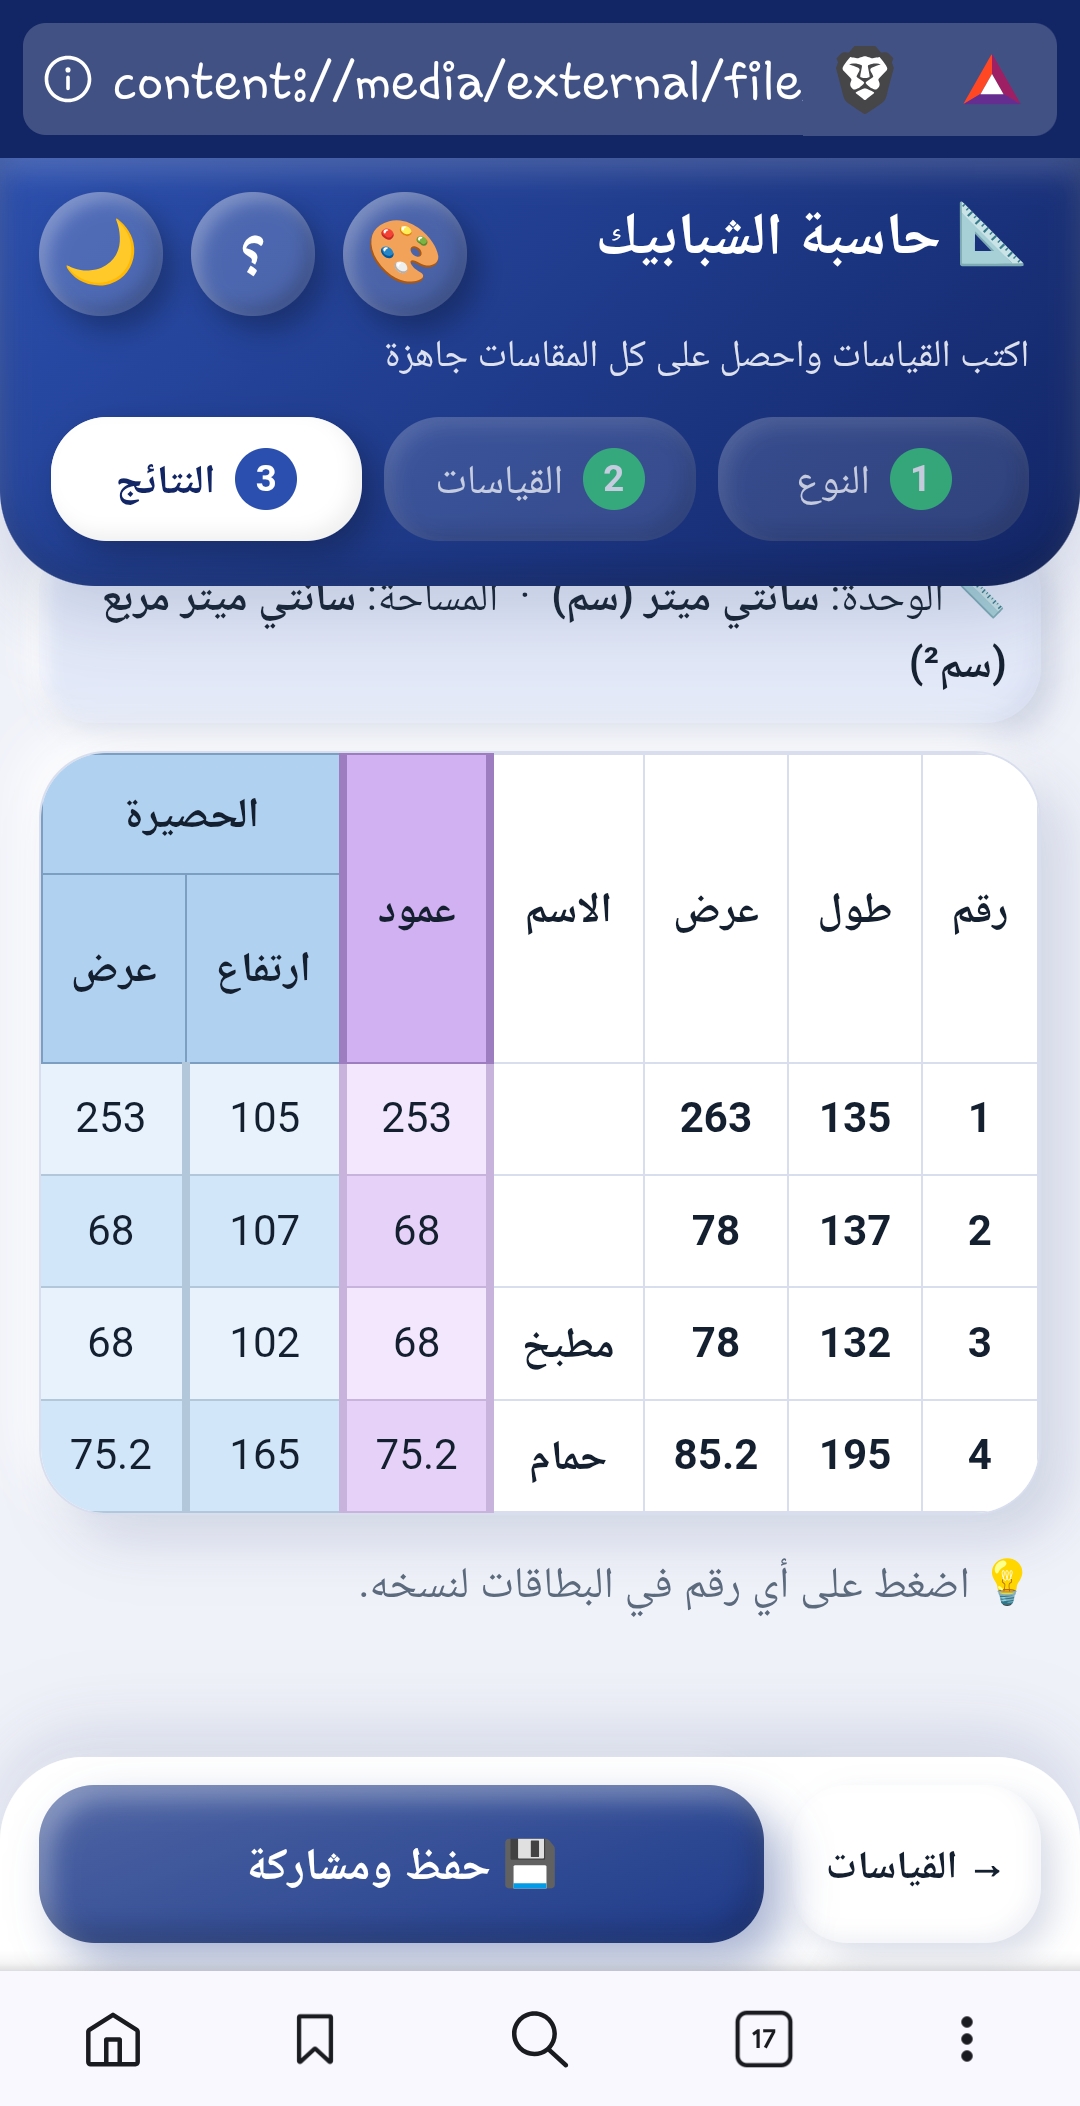 content://media/external/file
📐 حاسبة الشبابيك
؟
اكتب القياسات واحصل على كل المقاسات جاهزة
1 النوع
2 القياسات
3 النتائج
📏 الوحدة: سانتي ميتر (سم) · المساحة: سانتي ميتر مربع
(سم²)
رقم طول عرض الاسم عمود الحصيرة
ارتفاع عرض
1 135 263 253 105 253
2 137 78 68 107 68
3 132 78 مطبخ 68 102 68
4 195 85.2 حمام 75.2 165 75.2
💡 اضغط على أي رقم في البطاقات لنسخه.
→ القياسات
💾 حفظ ومشاركة
17